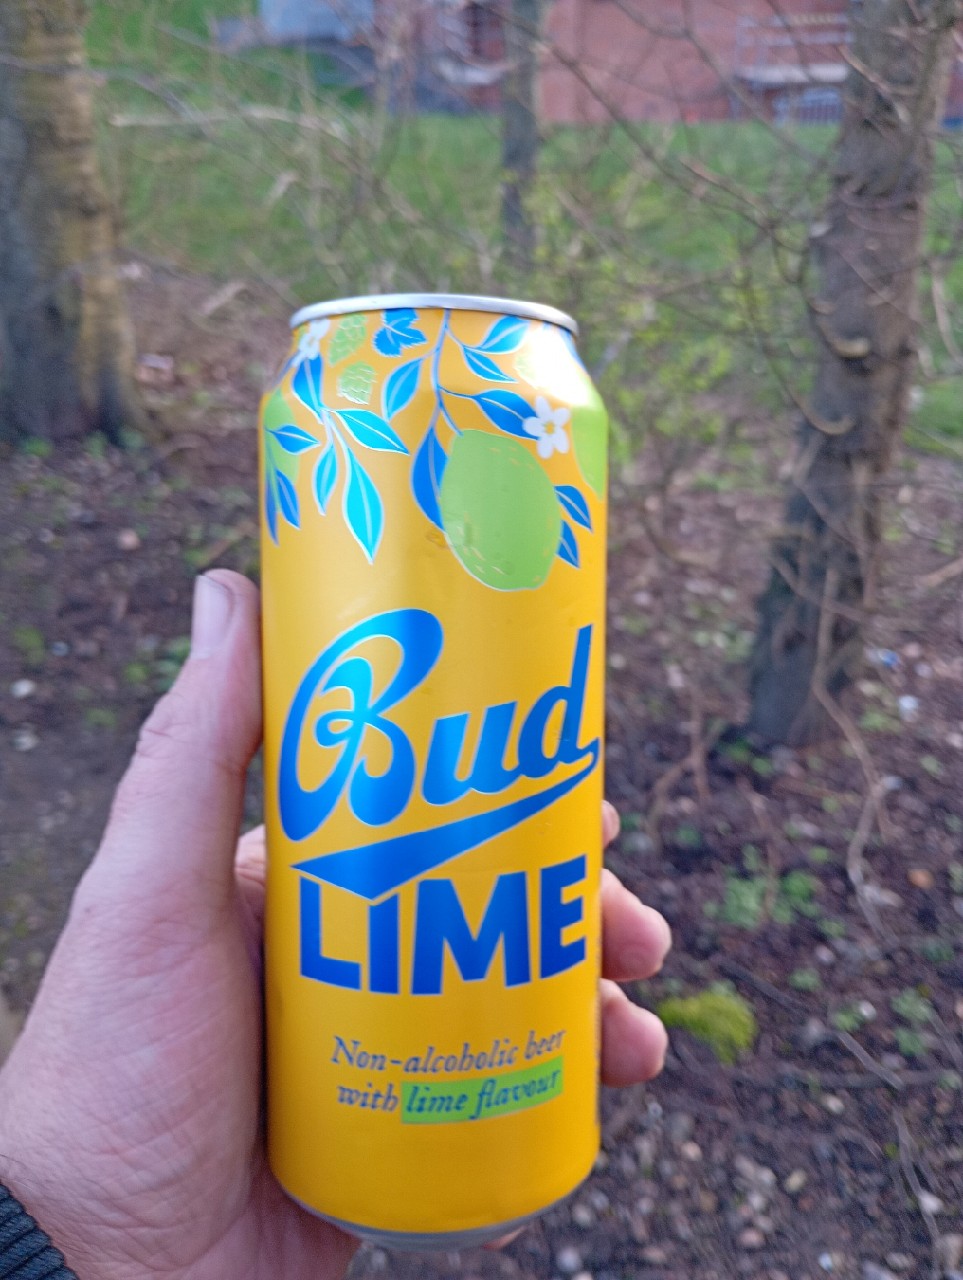 Bud
LIME
Non-alcoholic beer
with lime flavour